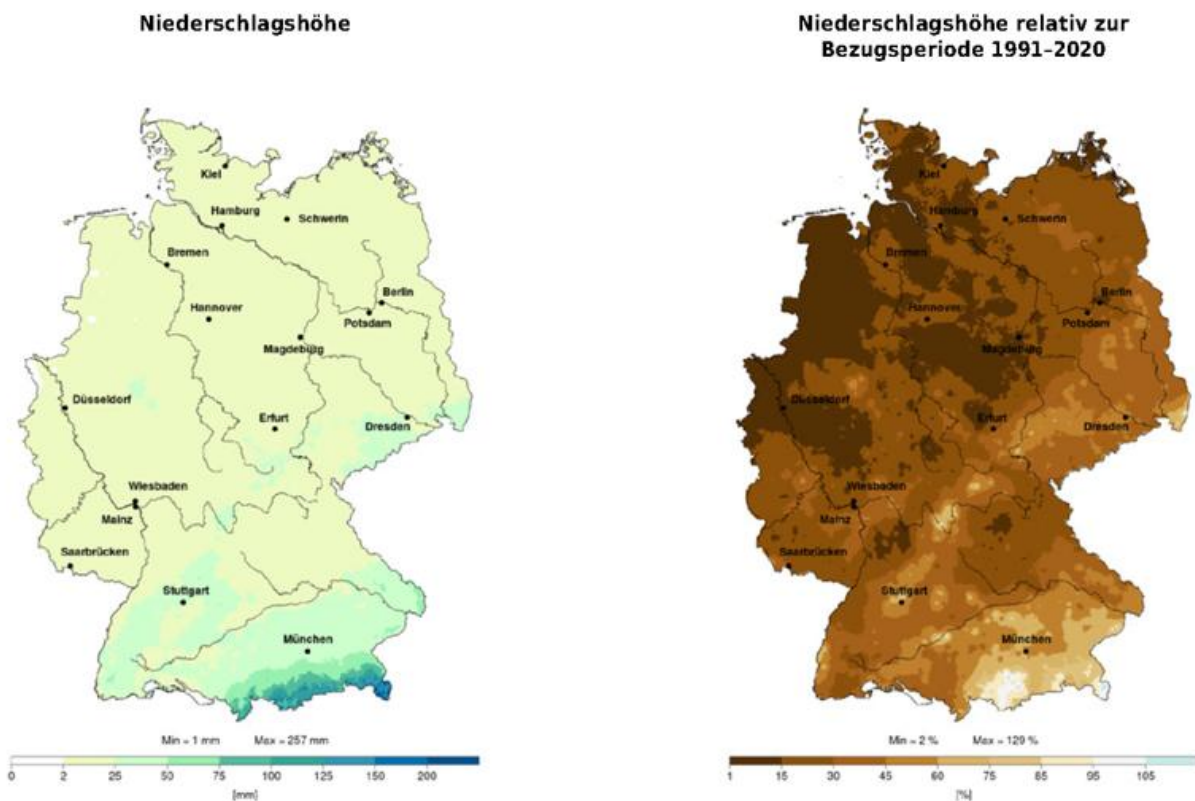 Niederschlagshöhe
Kiel
Hamburg
Schwerin
Bremen
Berlin
Hannover
Potsdam
Magdeburg
Düsseldorf
Erfurt
Dresden
Wiesbaden
Mainz
Saarbrücken
Stuttgart
München
Min = 1 mm Max = 257 mm
0 2 25 50 75 100 125 150 200
[mm]
Niederschlagshöhe relativ zur
Bezugsperiode 1991–2020
Kiel
Hamburg
Schwerin
Bremen
Berlin
Hannover
Potsdam
Magdeburg
Düsseldorf
Erfurt
Dresden
Wiesbaden
Mainz
Saarbrücken
Stuttgart
München
Min = 2 % Max = 129 %
1 15 30 45 60 75 85 95 105
[%]